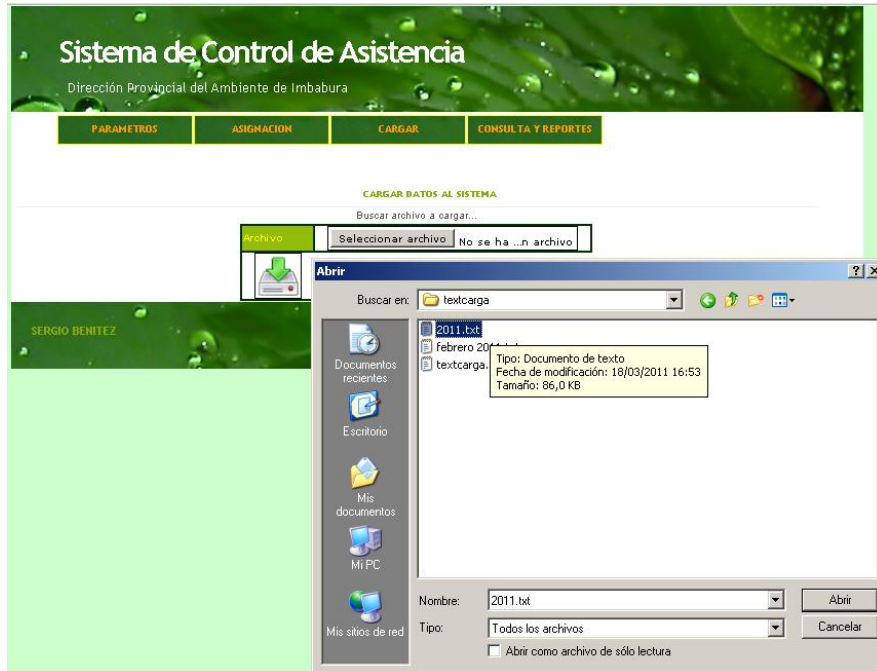 Sistema de Control de Asistencia
Dirección Provincial del Ambiente de Imbabura
PARAMETROS ASIGNACION CARGAR CONSULTA Y REPORTES
CARGAR DATOS AL SISTEMA
Buscar archivo a cargar...
Archivo Seleccionar archivo No se ha ...n archivo
SERGIO BENITEZ
Abrir
Buscar en: textcarga
Documentos recientes
Escritorio
Mis documentos
Mi PC
Mis sitios de red
2011.txt
febrero 20
textcarga.
Tipo: Documento de texto
Fecha de modificación: 18/03/2011 16:53
Tamaño: 86,0 KB
Nombre: 2011.txt Abrir
Tipo: Todos los archivos Cancelar
Abrir como archivo de sólo lectura